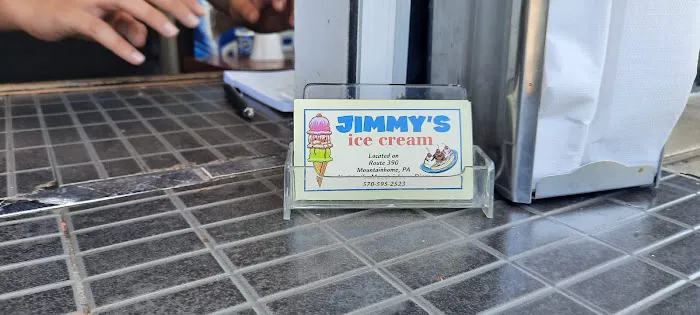 JIMMY'S
ice cream
Located on
Route 390
Mountainhome, PA
570-595-2523